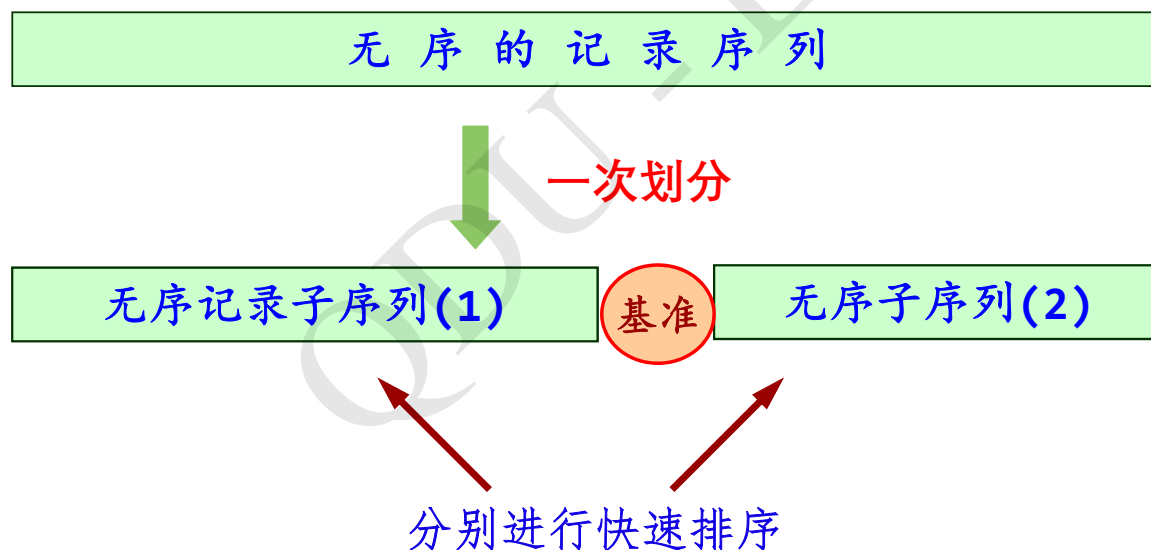 无序的记录序列
一次划分
无序记录子序列(1)
基准
无序子序列(2)
分别进行快速排序
QDU -